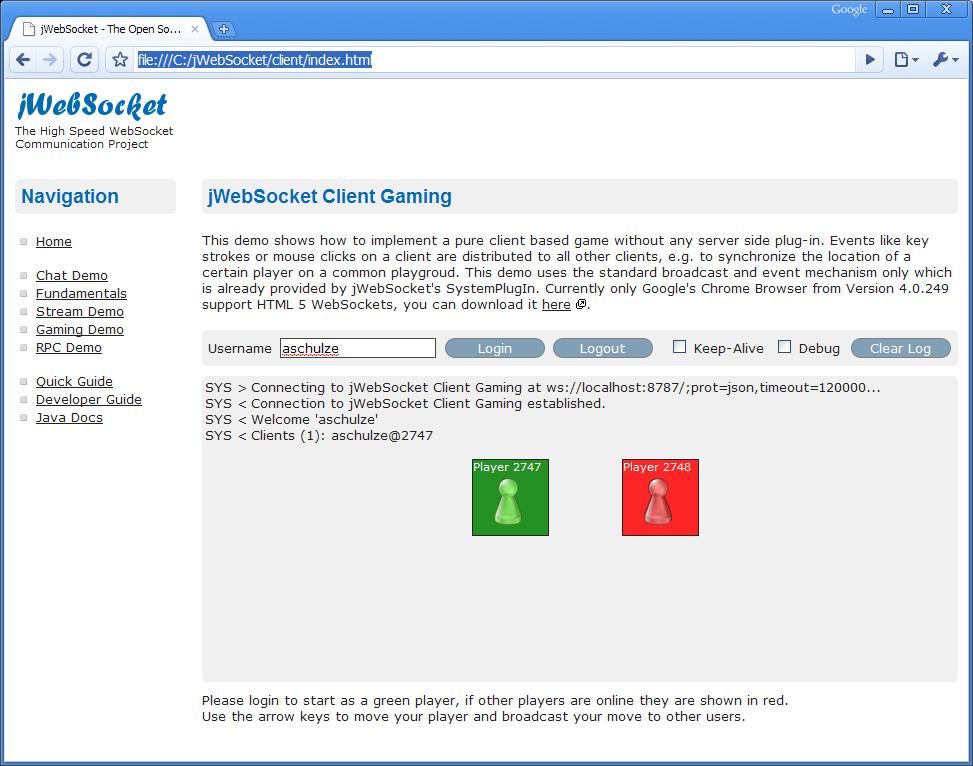 Google
jWebSocket - The Open So...
file:///C:/jWebSocket/client/index.html
jWebSocket
The High Speed WebSocket
Communication Project
Navigation
Home
Chat Demo
Fundamentals
Stream Demo
Gaming Demo
RPC Demo
Quick Guide
Developer Guide
Java Docs
jWebSocket Client Gaming
This demo shows how to implement a pure client based game without any server side plug-in. Events like key
strokes or mouse clicks on a client are distributed to all other clients, e.g. to synchronize the location of a
certain player on a common playgroud. This demo uses the standard broadcast and event mechanism only which
is already provided by jWebSocket's SystemPlugIn. Currently only Google's Chrome Browser from Version 4.0.249
support HTML 5 WebSockets, you can download it here.
Username aschulze Login Logout Keep-Alive Debug Clear Log
SYS > Connecting to jWebSocket Client Gaming at ws://localhost:8787/;prot=json,timeout=120000...
SYS < Connection to jWebSocket Client Gaming established.
SYS < Welcome 'aschulze'
SYS < Clients (1): aschulze@2747
Player 2747 Player 2748
Please login to start as a green player, if other players are online they are shown in red.
Use the arrow keys to move your player and broadcast your move to other users.